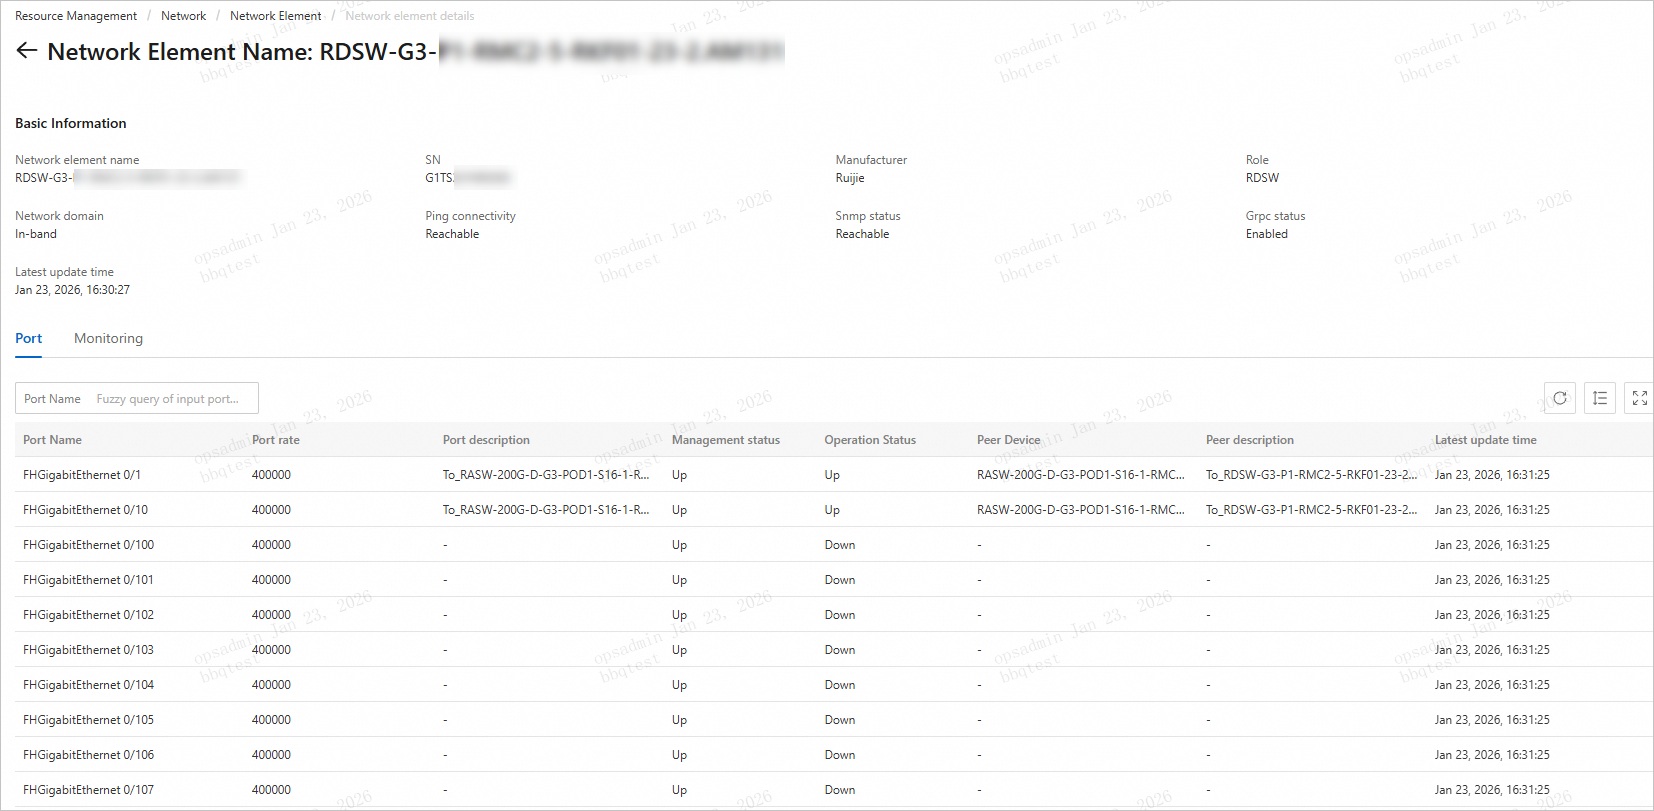 Resource Management / Network / Network Element / Network element details
← Network Element Name: RDSW-G3-
Basic Information
Network element name SN Manufacturer Role
RDSW-G3- G1TS Ruijie RDSW
Network domain Ping connectivity Snmp status Grpc status
In-band Reachable Reachable Enabled
Latest update time
Jan 23, 2026, 16:30:27
Port Monitoring
Port Name Fuzzy query of input port...
Port Name Port rate Port description Management status Operation Status Peer Device Peer description Latest update time
FHGigabitEthernet 0/1 400000 To_RASW-200G-D-G3-POD1-S16-1-R... Up Up RASW-200G-D-G3-POD1-S16-1-RMC... To_RDSW-G3-P1-RMC2-5-RKF01-23-2... Jan 23, 2026, 16:31:25
FHGigabitEthernet 0/10 400000 To_RASW-200G-D-G3-POD1-S16-1-R... Up Up RASW-200G-D-G3-POD1-S16-1-RMC... To_RDSW-G3-P1-RMC2-5-RKF01-23-2... Jan 23, 2026, 16:31:25
FHGigabitEthernet 0/100 400000 - Up Down - - Jan 23, 2026, 16:31:25
FHGigabitEthernet 0/101 400000 - Up Down - - Jan 23, 2026, 16:31:25
FHGigabitEthernet 0/102 400000 - Up Down - - Jan 23, 2026, 16:31:25
FHGigabitEthernet 0/103 400000 - Up Down - - Jan 23, 2026, 16:31:25
FHGigabitEthernet 0/104 400000 - Up Down - - Jan 23, 2026, 16:31:25
FHGigabitEthernet 0/105 400000 - Up Down - - Jan 23, 2026, 16:31:25
FHGigabitEthernet 0/106 400000 - Up Down - - Jan 23, 2026, 16:31:25
FHGigabitEthernet 0/107 400000 - Up Down - - Jan 23, 2026, 16:31:25
opsadmin Jan 23, 2026
bbqtest